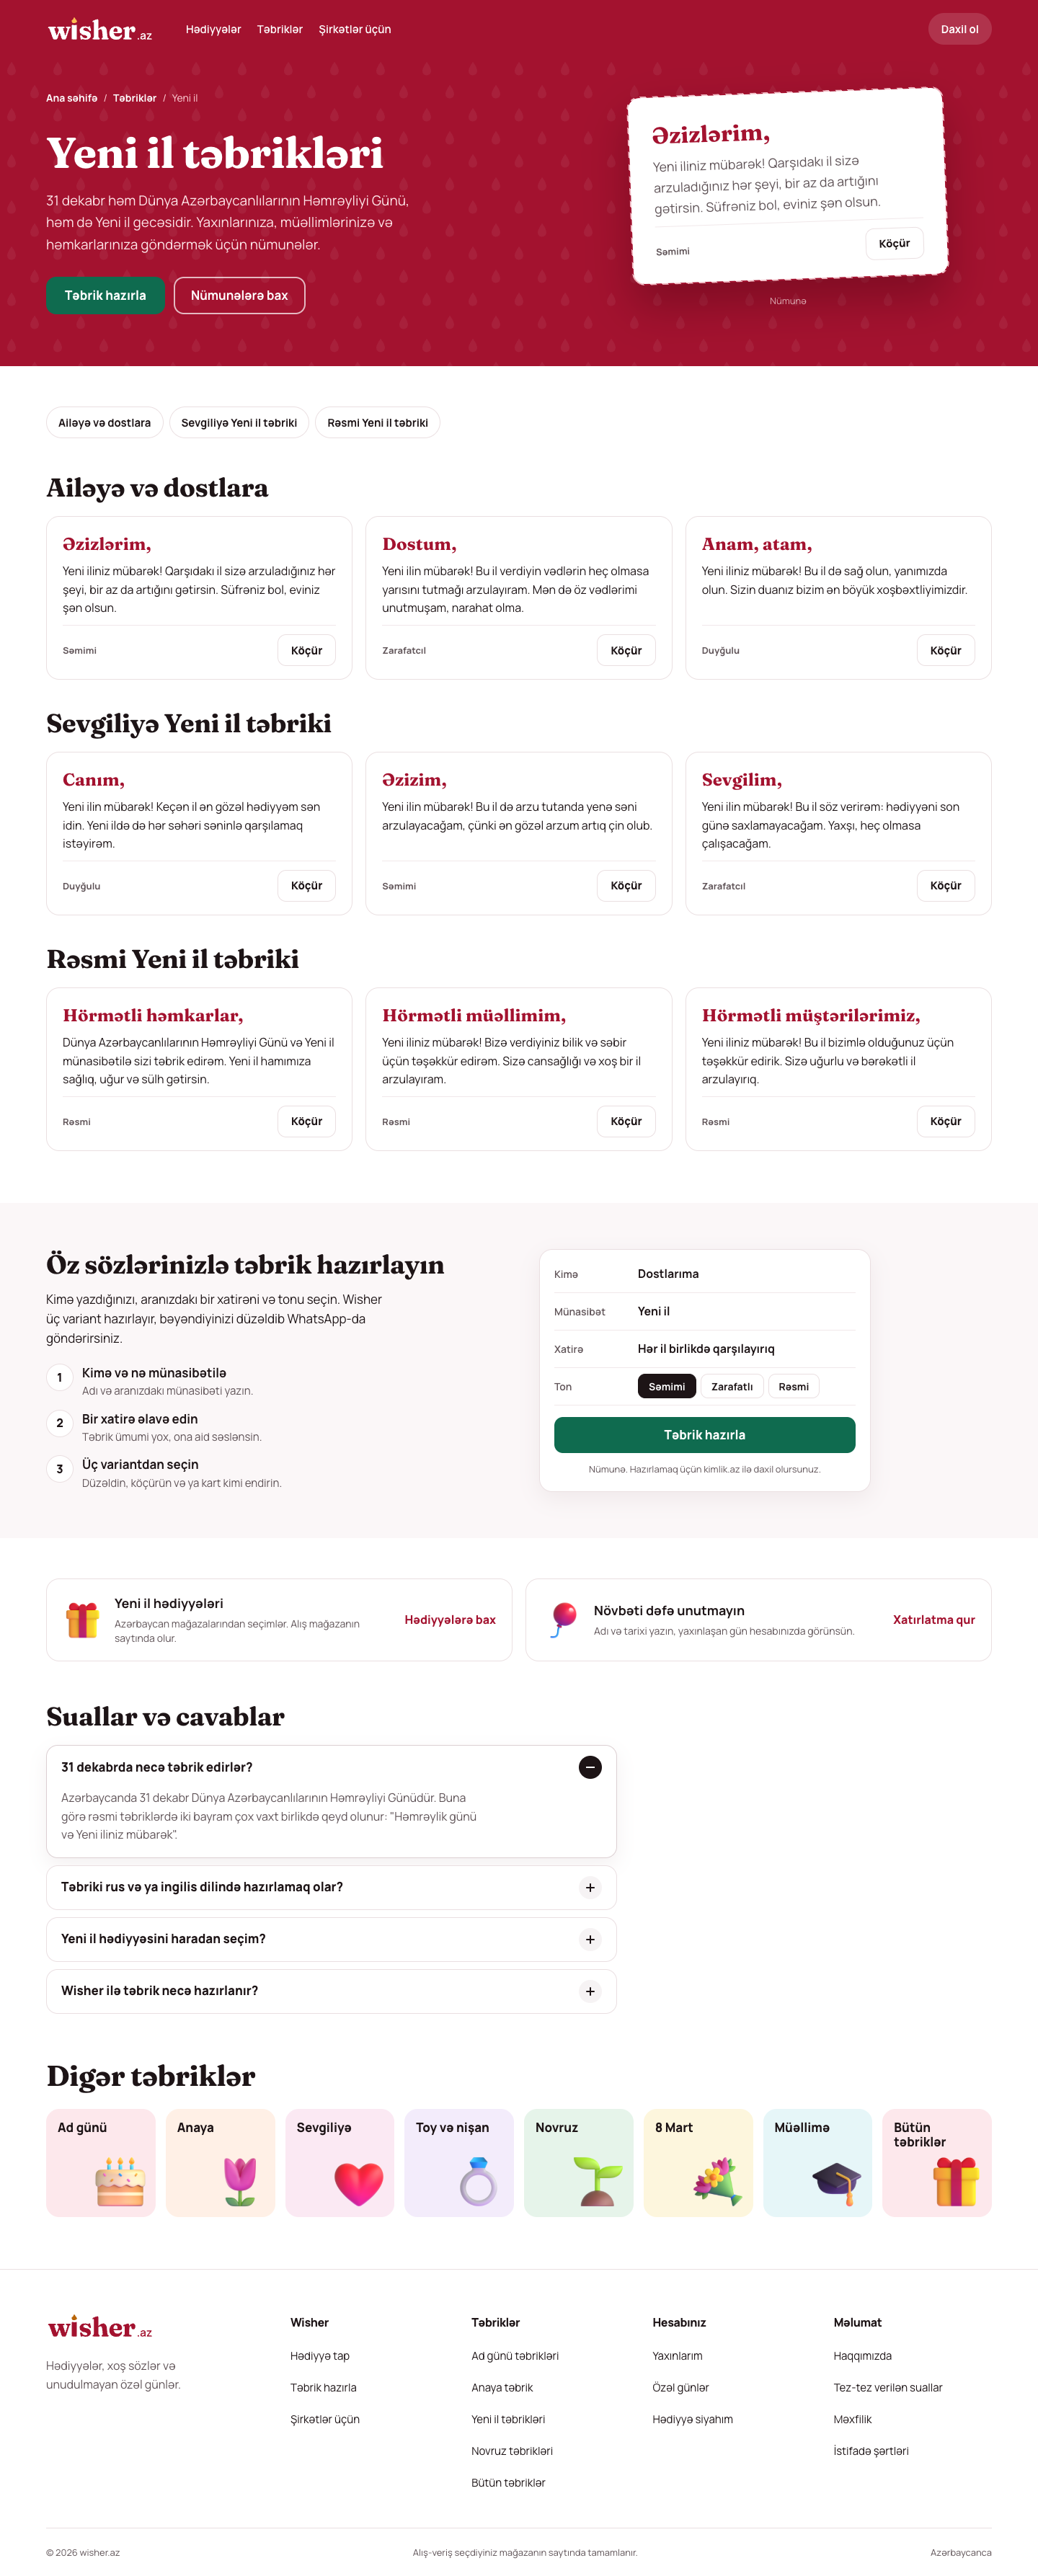 wisher.az
Hədiyyələr
Təbriklər
Şirkətlər üçün
Daxil ol
Ana səhifə / Təbriklər / Yeni il
Yeni il təbrikləri
31 dekabr həm Dünya Azərbaycanlılarının Həmrəyliyi Günü,
həm də Yeni il gecəsidir. Yaxınlarınıza, müəllimlərinizə və
həmkarlarınıza göndərmək üçün nümunələr.
Təbrik hazırla
Nümunələrə bax
Əzizlərim,
Yeni iliniz mübarək! Qarşıdakı il sizə
arzuladığınız hər şeyi, bir az da artığını
gətirsin. Süfrəniz bol, eviniz şən olsun.
Səmimi
Köçür
Nümunə
Ailəyə və dostlara
Sevgiliyə Yeni il təbriki
Rəsmi Yeni il təbriki
Ailəyə və dostlara
Əzizlərim,
Yeni iliniz mübarək! Qarşıdakı il sizə arzuladığınız hər
şeyi, bir az da artığını gətirsin. Süfrəniz bol, eviniz
şən olsun.
Səmimi
Köçür
Dostum,
Yeni ilin mübarək! Bu il verdiyin vədlərin heç olmasa
yarısını tutmağı arzulayıram. Mən də öz vədlərimi
unutmuşam, narahat olma.
Zarafatcıl
Köçür
Anam, atam,
Yeni iliniz mübarək! Bu il də sağ olun, yanımızda
olun. Sizin duanız bizim ən böyük xoşbəxtliyimizdir.
Duyğulu
Köçür
Sevgiliyə Yeni il təbriki
Canım,
Yeni ilin mübarək! Keçən il ən gözəl hədiyyəm sən
idin. Yeni ildə də hər səhəri səninlə qarşılamaq
istəyirəm.
Duyğulu
Köçür
Əzizim,
Yeni ilin mübarək! Bu il də arzu tutanda yenə səni
arzulayacağam, çünki ən gözəl arzum artıq çin olub.
Səmimi
Köçür
Sevgilim,
Yeni ilin mübarək! Bu il söz verirəm: hədiyyəni son
günə saxlamayacağam. Yaxşı, heç olmasa
çalışacağam.
Zarafatcıl
Köçür
Rəsmi Yeni il təbriki
Hörmətli həmkarlar,
Dünya Azərbaycanlılarının Həmrəyliyi Günü və Yeni il
münasibətilə sizi təbrik edirəm. Yeni il hamımıza
sağlıq, uğur və sülh gətirsin.
Rəsmi
Köçür
Hörmətli müəllimim,
Yeni iliniz mübarək! Bizə verdiyiniz bilik və səbir
üçün təşəkkür edirəm. Sizə cansağlığı və xoş bir il
arzulayıram.
Rəsmi
Köçür
Hörmətli müştərilərimiz,
Yeni iliniz mübarək! Bu il bizimlə olduğunuz üçün
təşəkkür edirik. Sizə uğurlu və bərəkətli il
arzulayırıq.
Rəsmi
Köçür
Öz sözlərinizlə təbrik hazırlayın
Kimə yazdığınızı, aranızdakı bir xatirəni və tonu seçin. Wisher
üç variant hazırlayır, bəyəndiyinizi düzəldib WhatsApp-da
göndərirsiniz.
1
Kimə və nə münasibətilə
Adı və aranızdakı münasibəti yazın.
2
Bir xatirə əlavə edin
Təbrik ümumi yox, ona aid səslənsin.
3
Üç variantdan seçin
Düzəldin, köçürün və ya kart kimi endirin.
Kimə Dostlarıma
Münasibət Yeni il
Xatirə Hər il birlikdə qarşılayırıq
Ton Səmimi Zarafatlı Rəsmi
Təbrik hazırla
Nümunə. Hazırlamaq üçün kimlik.az ilə daxil olursunuz.
Yeni il hədiyyələri
Azərbaycan mağazalarından seçimlər. Alış mağazanın
saytında olur.
Hədiyyələrə bax
Növbəti dəfə unutmayın
Adı və tarixi yazın, yaxınlaşan gün hesabınızda görünsün.
Xatırlatma qur
Suallar və cavablar
31 dekabrda necə təbrik edirlər?
Azərbaycanda 31 dekabr Dünya Azərbaycanlılarının Həmrəyliyi Günüdür. Buna
görə rəsmi təbriklərdə iki bayram çox vaxt birlikdə qeyd olunur: "Həmrəylik günü
və Yeni iliniz mübarək".
Təbriki rus və ya ingilis dilində hazırlamaq olar?
Yeni il hədiyyəsini haradan seçim?
Wisher ilə təbrik necə hazırlanır?
Digər təbriklər
Ad günü
Anaya
Sevgiliyə
Toy və nişan
Novruz
8 Mart
Müəllimə
Bütün
təbriklər
wisher.az
Hədiyyələr, xoş sözlər və
unudulmayan özəl günlər.
Wisher
Hədiyyə tap
Təbrik hazırla
Şirkətlər üçün
Təbriklər
Ad günü təbrikləri
Anaya təbrik
Yeni il təbrikləri
Novruz təbrikləri
Bütün təbriklər
Hesabınız
Yaxınlarım
Özəl günlər
Hədiyyə siyahım
Məlumat
Haqqımızda
Tez-tez verilən suallar
Məxfilik
İstifadə şərtləri
© 2026 wisher.az
Alış-veriş seçdiyiniz mağazanın saytında tamamlanır.
Azərbaycanca